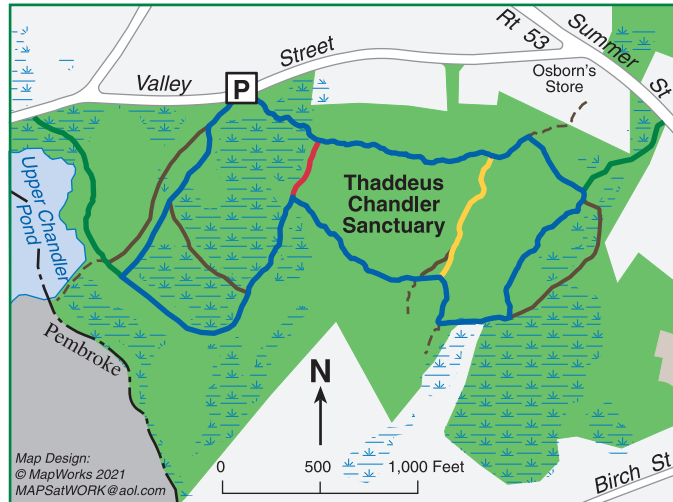 Rt 53
Summer
St
Street
Valley
P
Osborn's
Store
Upper Chandler
Pond
Thaddeus
Chandler
Sanctuary
Pembroke
N
Map Design:
© MapWorks 2021
MAPSatWORK@aol.com
0 500 1,000 Feet
Birch St